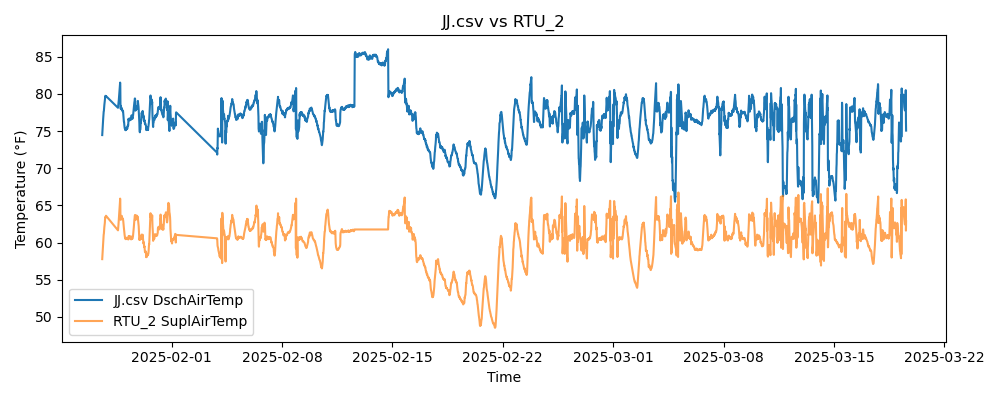 JJ.csv vs RTU_2
Temperature (°F)
85
80
75
70
65
60
55
50
JJ.csv DschAirTemp
RTU_2 SuplAirTemp
2025-02-01 2025-02-08 2025-02-15 2025-02-22 2025-03-01 2025-03-08 2025-03-15 2025-03-22
Time